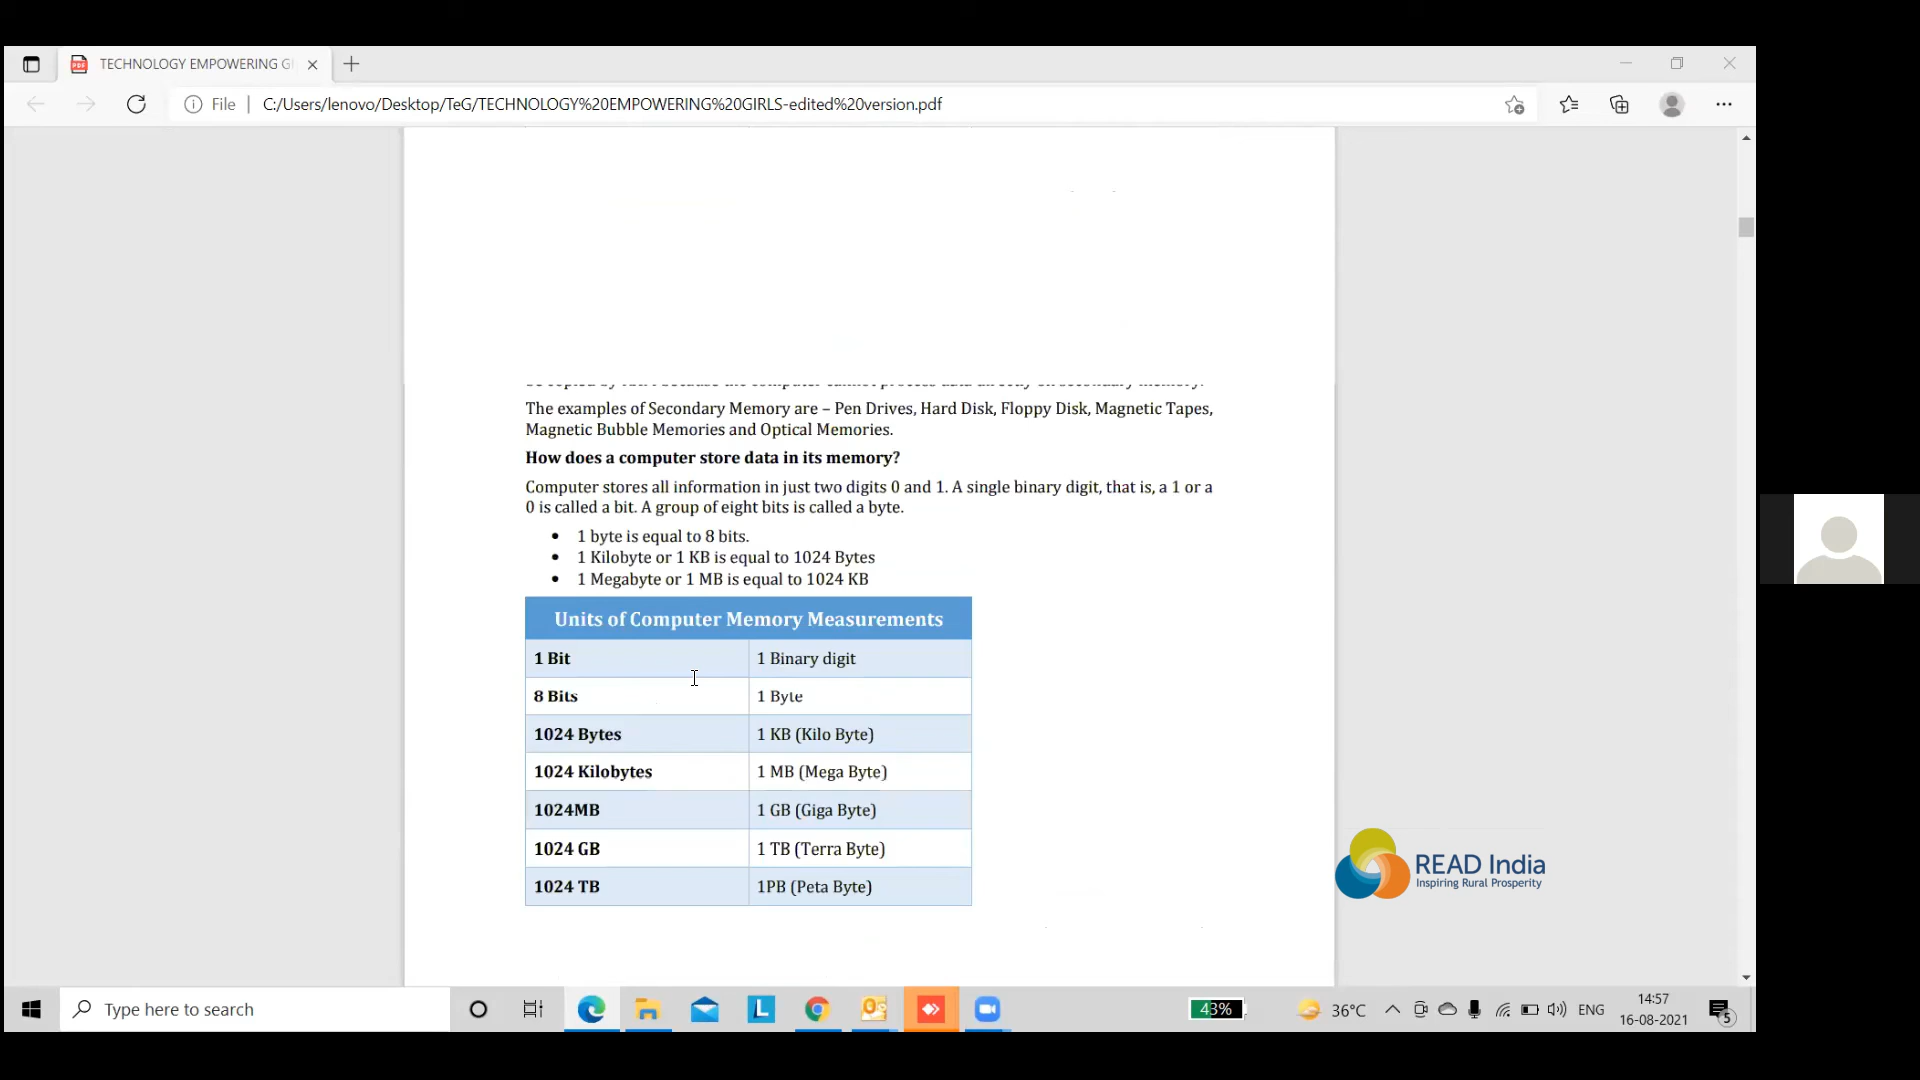 TECHNOLOGY EMPOWERING G
File
C:/Users/lenovo/Desktop/TeG/TECHNOLOGY%20EMPOWERING%20GIRLS-edited%20version.pdf
The examples of Secondary Memory are – Pen Drives, Hard Disk, Floppy Disk, Magnetic Tapes,
Magnetic Bubble Memories and Optical Memories.
How does a computer store data in its memory?
Computer stores all information in just two digits 0 and 1. A single binary digit, that is, a 1 or a
0 is called a bit. A group of eight bits is called a byte.
• 1 byte is equal to 8 bits.
• 1 Kilobyte or 1 KB is equal to 1024 Bytes
• 1 Megabyte or 1 MB is equal to 1024 KB
Units of Computer Memory Measurements
1 Bit 1 Binary digit
8 Bits 1 Byte
1024 Bytes 1 KB (Kilo Byte)
1024 Kilobytes 1 MB (Mega Byte)
1024MB 1 GB (Giga Byte)
1024 GB 1 TB (Terra Byte)
1024 TB 1PB (Peta Byte)
READ India
Inspiring Rural Prosperity
Type here to search
43%
36°C
ENG
14:57
16-08-2021
5